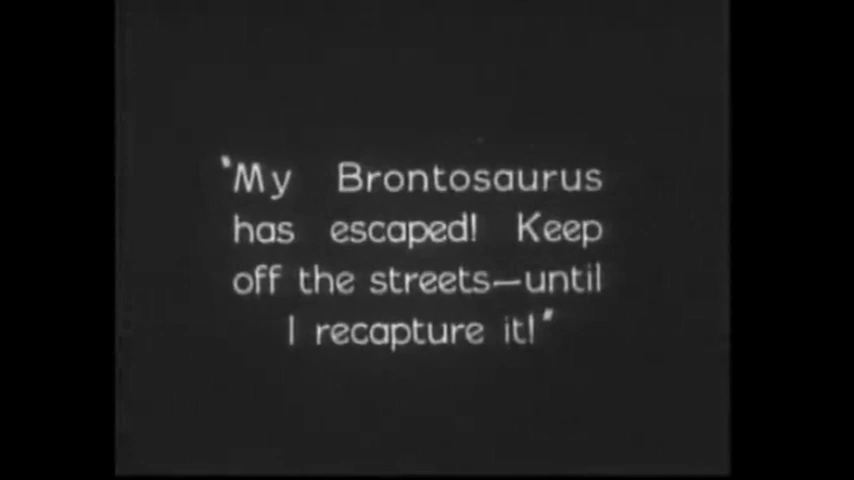 "My Brontosaurus
has escaped! Keep
off the streets—until
I recapture it!"